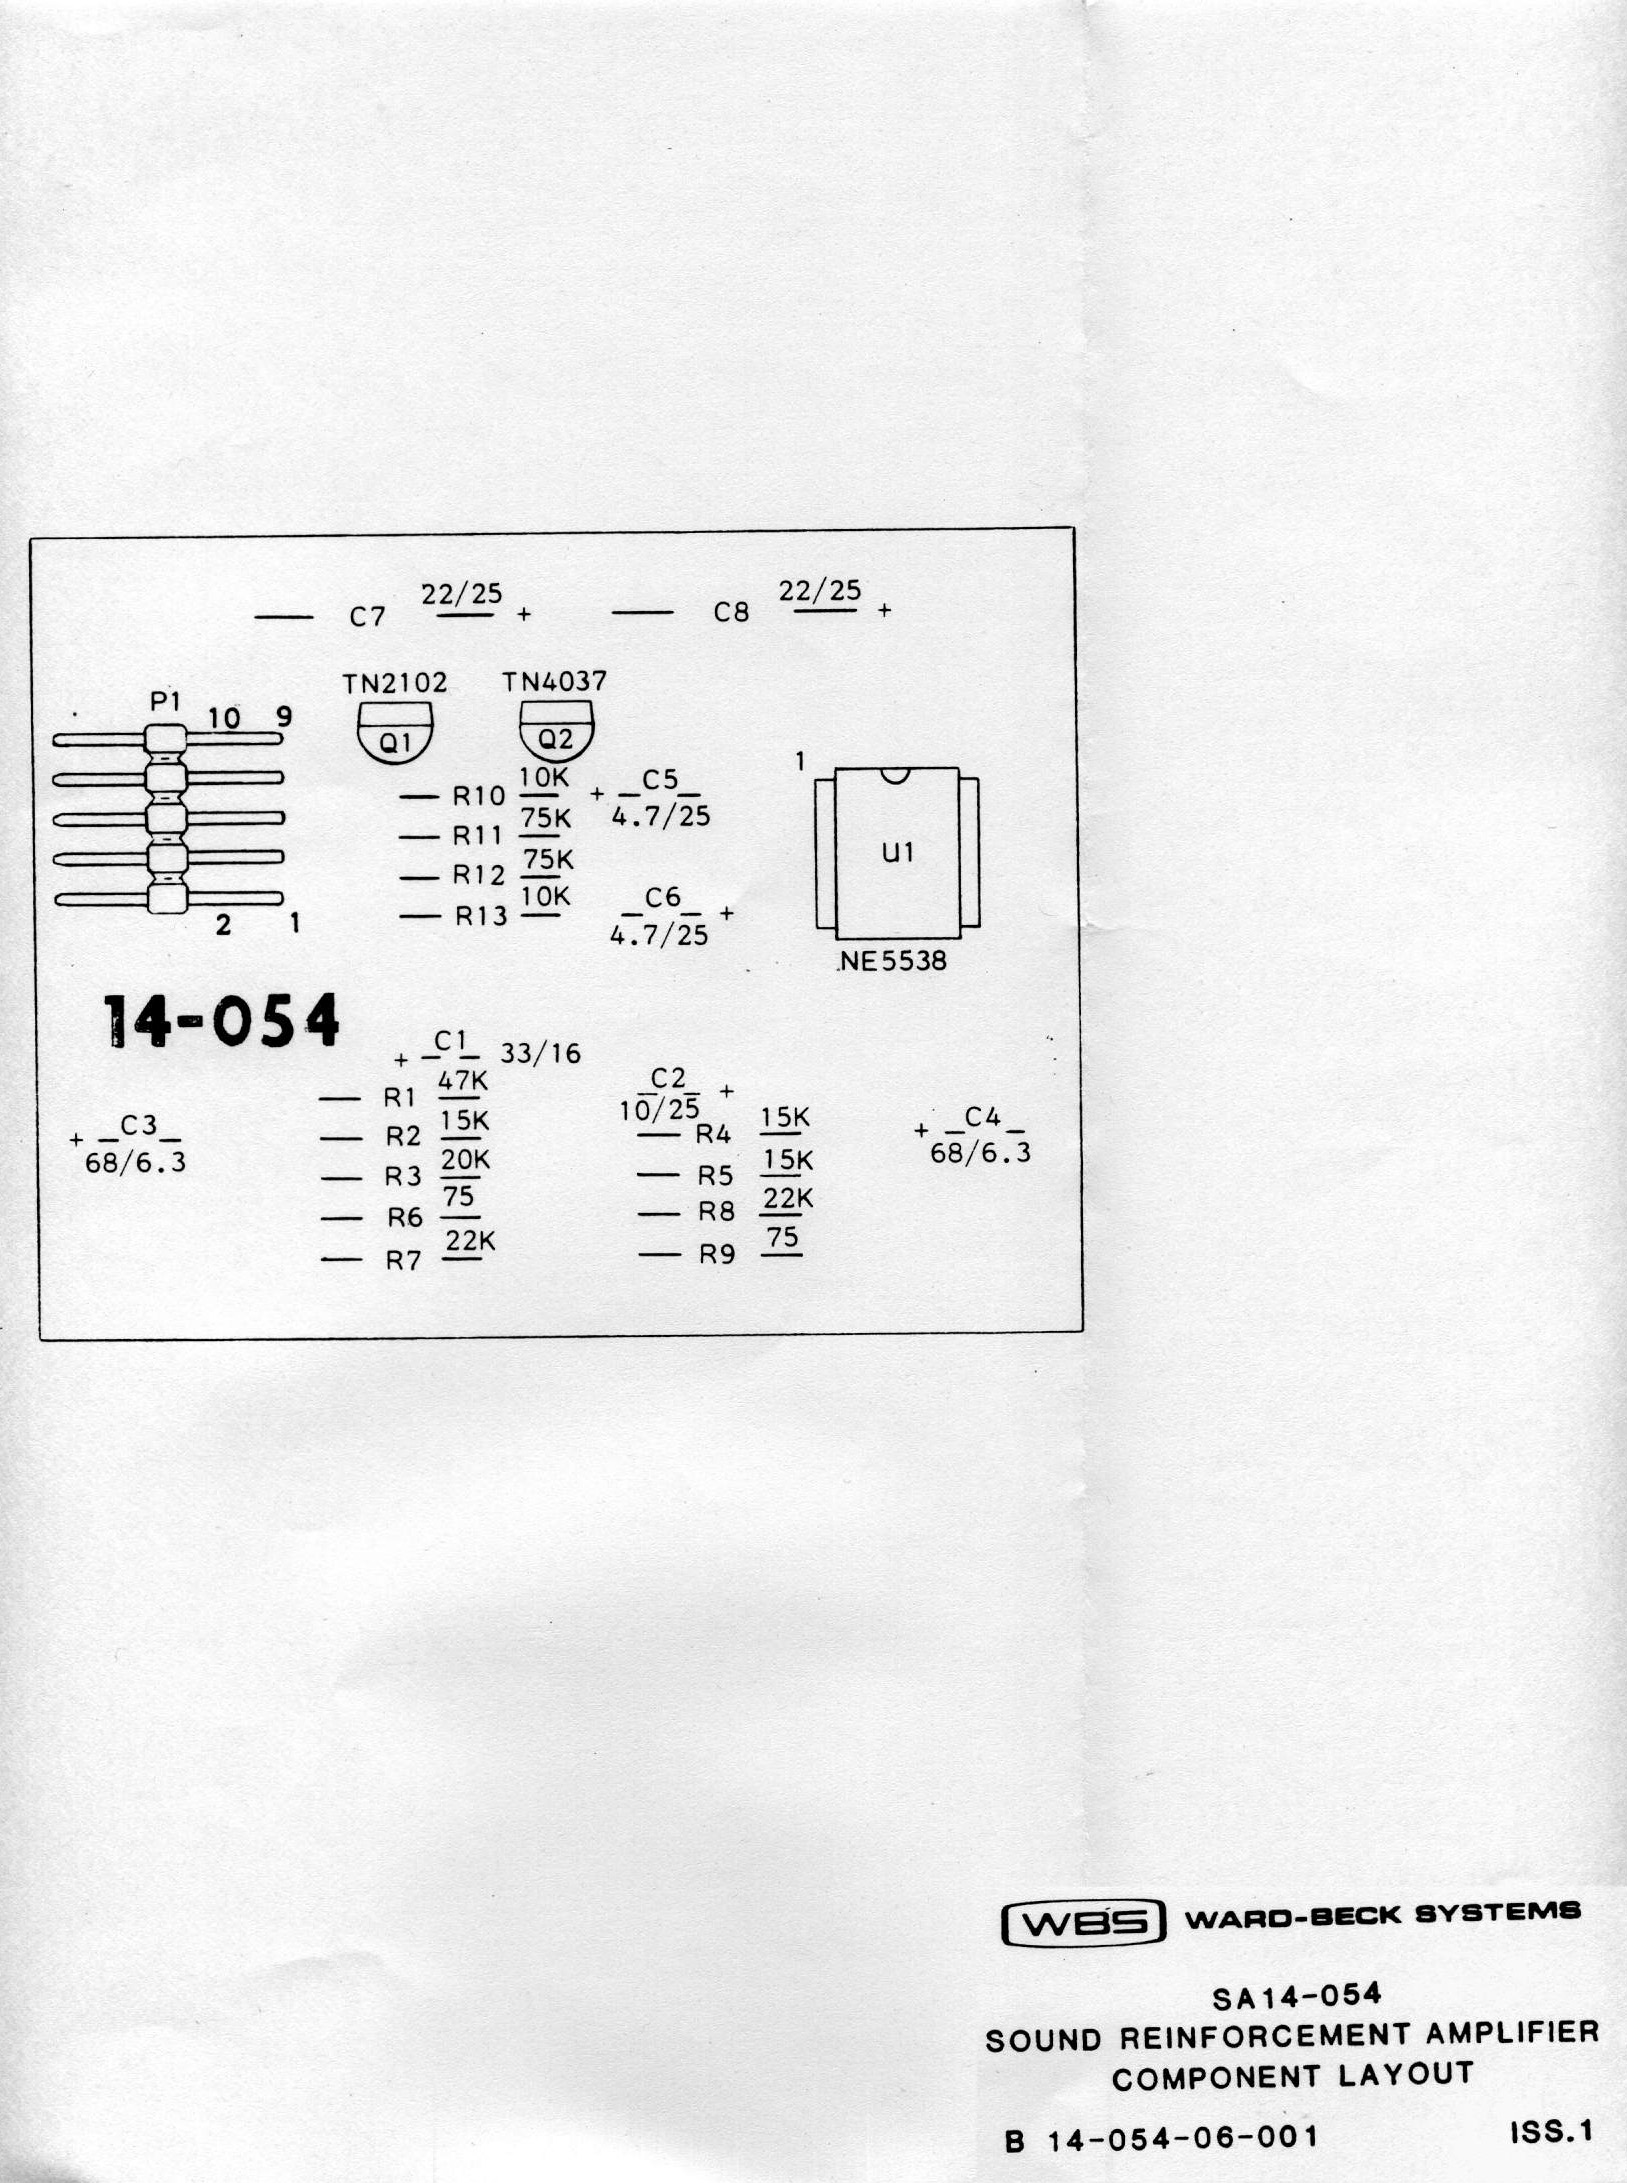 22/25 22/25
C7 + C8 +
TN2102 TN4037
P1
10 9
Q1 Q2
1
10K
R10 + C5
75K 4.7/25
R11
75K
R12
U1
10K
R13
C6 +
4.7/25
2 1
NE5538
14-054
+ C1 33/16
47K
R1
C2 +
10/25
15K
R2
15K
R4
+ C3
68/6.3
+ C4
68/6.3
20K
R3
15K
R5
75
R6
22K
R8
22K
R7
75
R9
WBS WARD-BECK SYSTEMS
SA14-054
SOUND REINFORCEMENT AMPLIFIER
COMPONENT LAYOUT
B 14-054-06-001 ISS.1